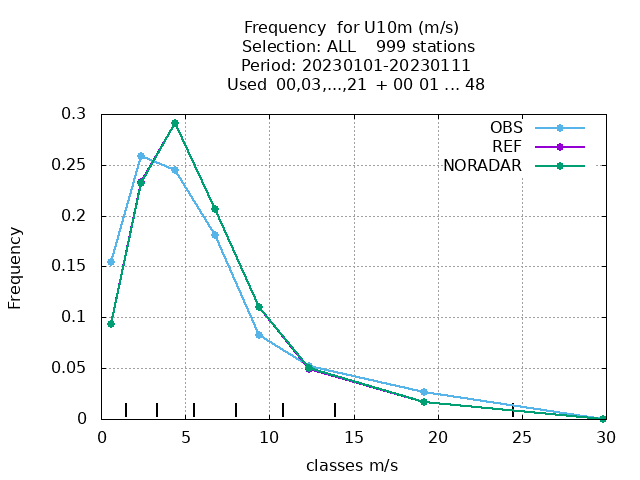 Frequency  for U10m (m/s)
Selection: ALL    999 stations
Period: 20230101-20230111
Used  00,03,...,21  + 00 01 ... 48
OBS
REF
NORADAR
Frequency
0.3
0.25
0.2
0.15
0.1
0.05
0
0 5 10 15 20 25 30
classes m/s